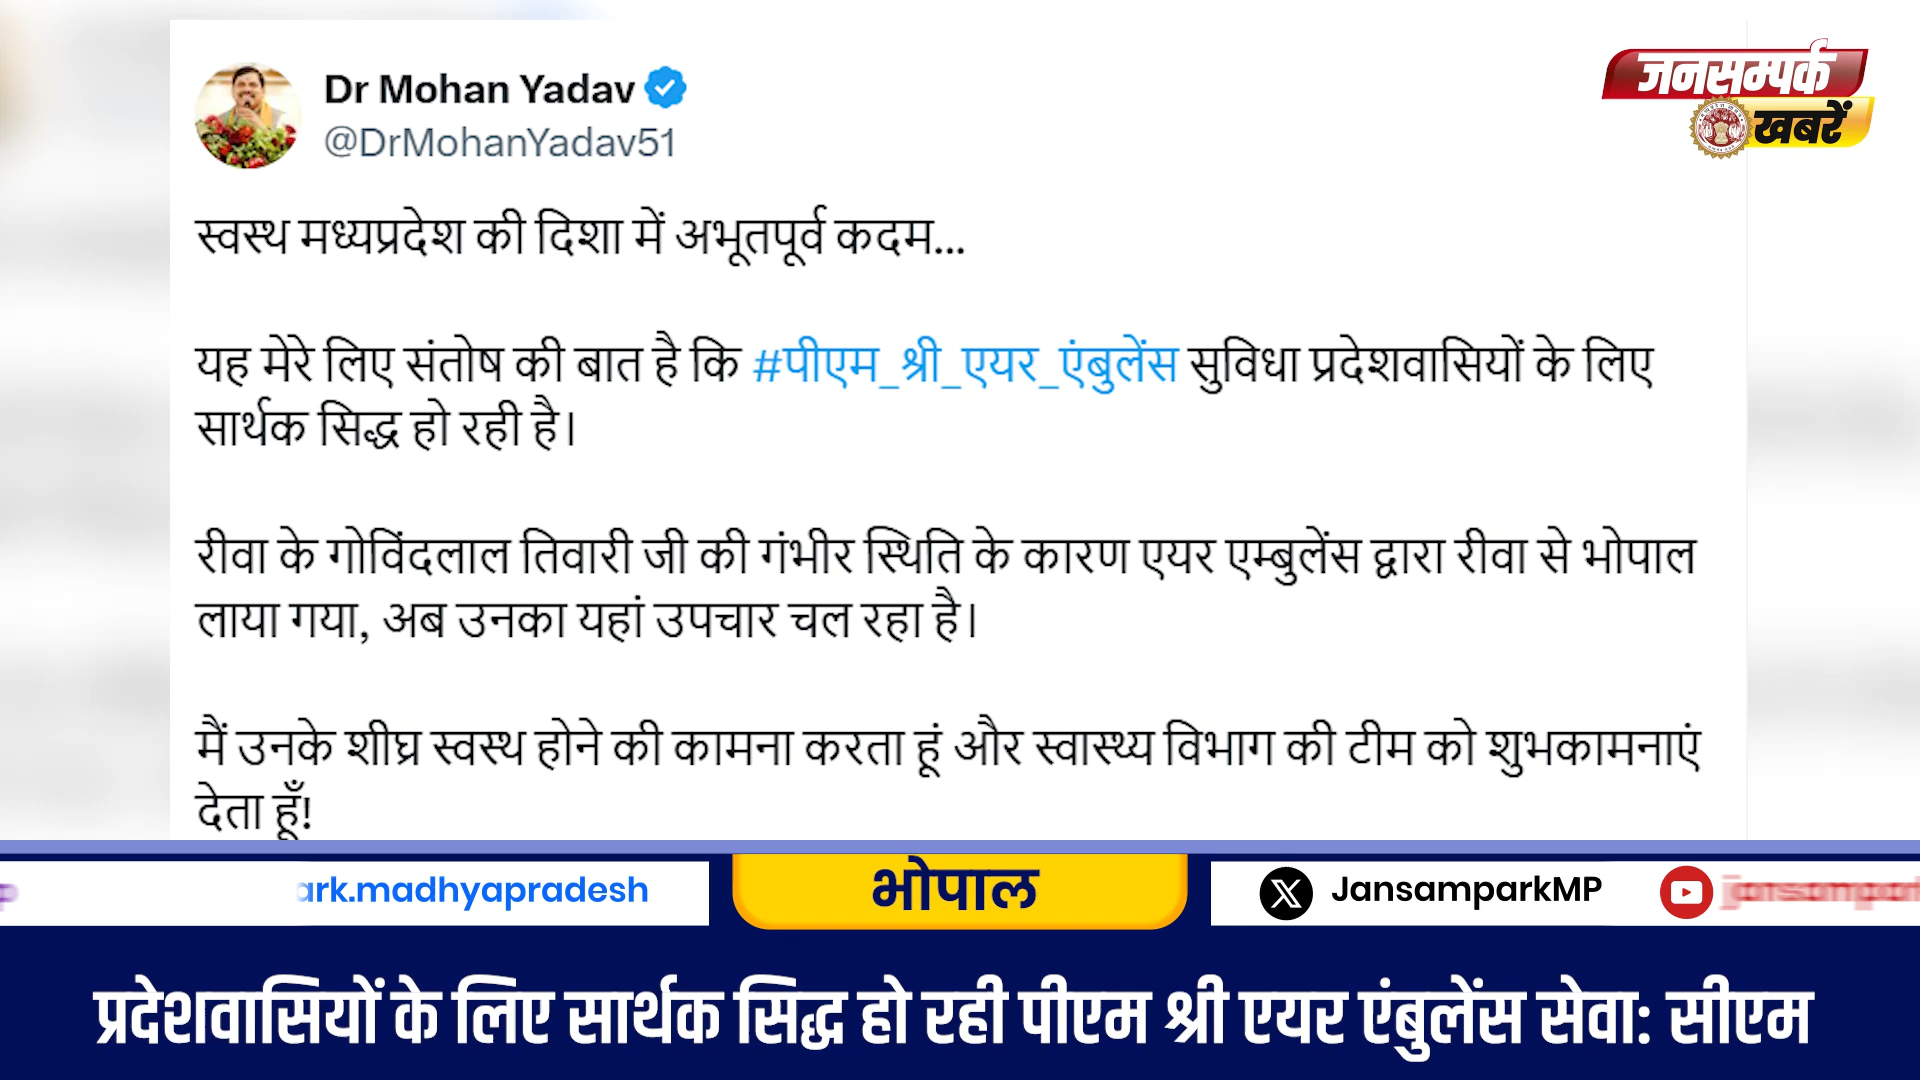 Dr Mohan Yadav
@DrMohanYadav51
जनसम्पर्क
खबरें
स्वस्थ मध्यप्रदेश की दिशा में अभूतपूर्व कदम...
यह मेरे लिए संतोष की बात है कि #पीएम_श्री_एयर_एंबुलेंस सुविधा प्रदेशवासियों के लिए
सार्थक सिद्ध हो रही है।
रीवा के गोविंदलाल तिवारी जी की गंभीर स्थिति के कारण एयर एम्बुलेंस द्वारा रीवा से भोपाल
लाया गया, अब उनका यहां उपचार चल रहा है।
मैं उनके शीघ्र स्वस्थ होने की कामना करता हूं और स्वास्थ्य विभाग की टीम को शुभकामनाएं
देता हूँ!
ark.madhyapradesh
भोपाल
JansamparkMP
प्रदेशवासियों के लिए सार्थक सिद्ध हो रही पीएम श्री एयर एंबुलेंस सेवा: सीएम